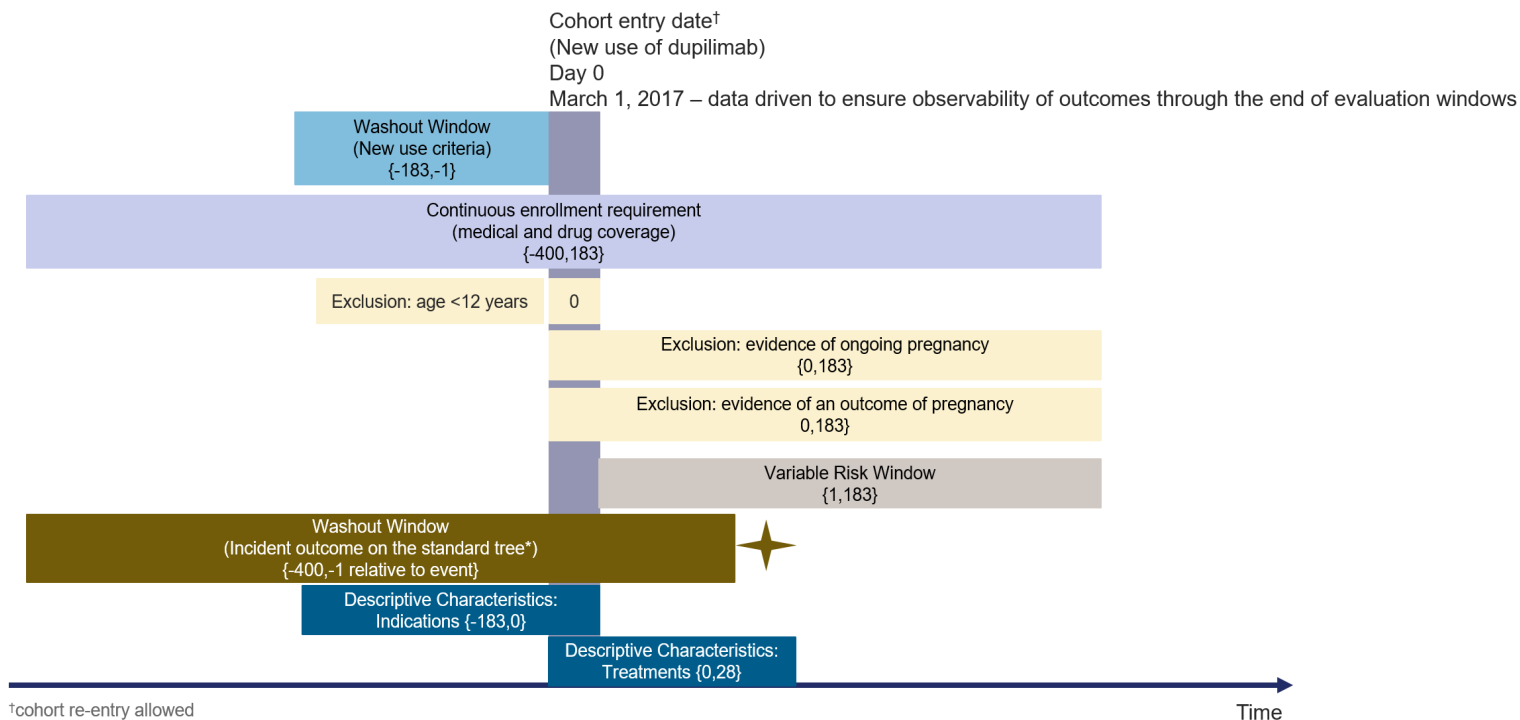 Cohort entry date†
(New use of dupilimab)
Day 0
March 1, 2017 – data driven to ensure observability of outcomes through the end of evaluation windows
Washout Window
(New use criteria)
{-183,-1}
Continuous enrollment requirement
(medical and drug coverage)
{-400,183}
Exclusion: age <12 years
0
Exclusion: evidence of ongoing pregnancy
{0,183}
Exclusion: evidence of an outcome of pregnancy
0,183}
Variable Risk Window
{1,183}
Washout Window
(Incident outcome on the standard tree*)
{-400,-1 relative to event}
Descriptive Characteristics:
Indications {-183,0}
Descriptive Characteristics:
Treatments {0,28}
†cohort re-entry allowed
Time